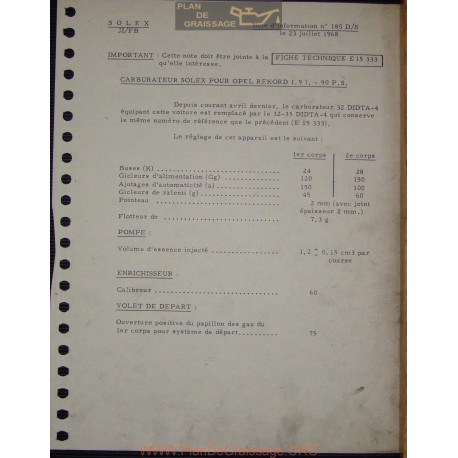 PLAN DE
GRAISSAGE
S O L E X
JI/FB
d'information n° 185 D/N
le 23 juillet 1968
IMPORTANT : Cette note doit être jointe à la FICHE TECHNIQUE E 15 333
qu'elle intéresse.
CARBURATEUR SOLEX POUR OPEL REKORD 1,9 l, - 90 P.S.
Depuis courant avril dernier, le carburateur 32 DIDTA-4
équipant cette voiture est remplacé par le 32-35 DIDTA-4 qui conserve
le même numéro de référence que le précédent (E 15 333).
Le réglage de cet appareil est le suivant :
1er corps 2e corps
Buses (K) 24 28
Gicleurs d'alimentation (Gg) 120 150
Ajutages d'automaticité (a) 150 100
Gicleurs de ralenti (g) 45 60
Pointeau 2 mm (avec joint
épaisseur 2 mm.)
Flotteur de 7,3 g.
POMPE :
Volume d'essence injecté 1,2 ± 0,15 cm3 par
course
ENRICHISSEUR :
Calibreur 60
VOLET DE DEPART :
Ouverture positive du papillon des gaz du
1er corps pour système de départ 75
www.PlanDeGraissage.ORG